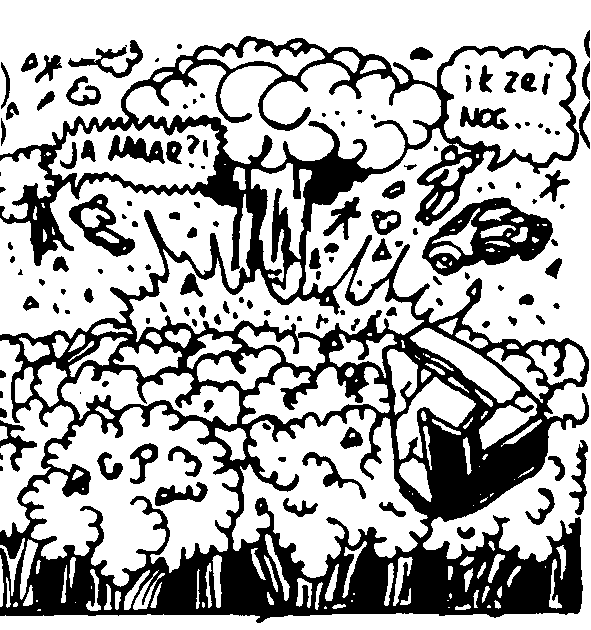 JA MAAR?!
ik zei
NOG......